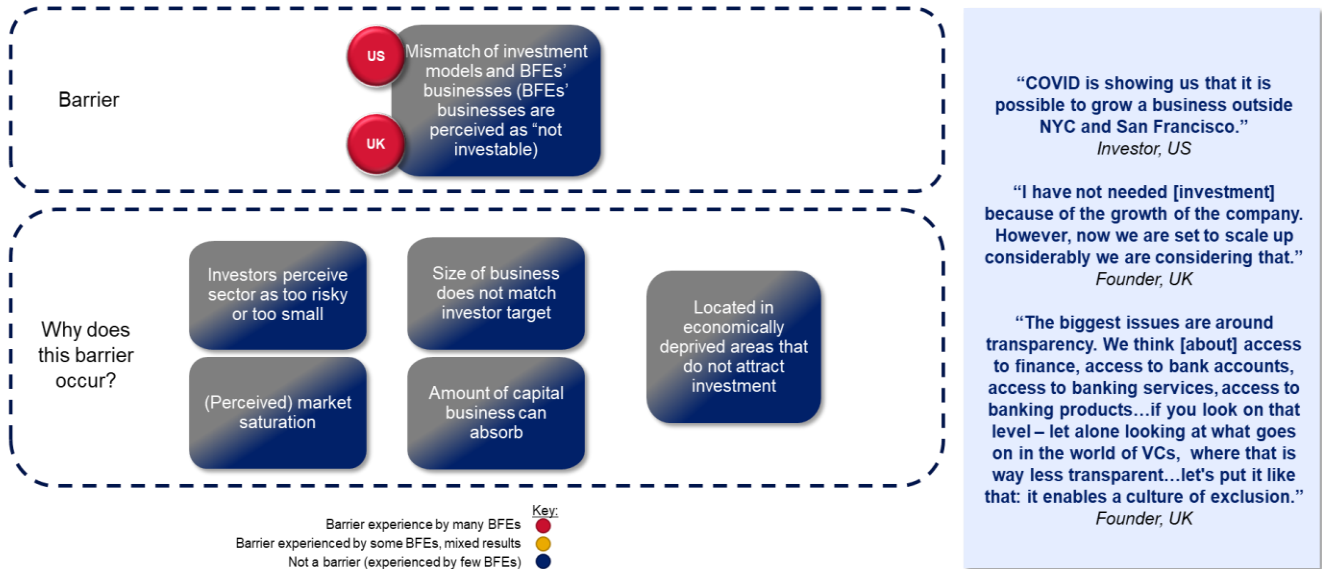 Barrier
US
UK
Mismatch of investment
models and BFEs'
businesses (BFEs'
businesses are
perceived as "not
investable)
Why does
this barrier
occur?
Investors perceive
sector as too risky
or too small
Size of business
does not match
investor target
Located in
economically
deprived areas that
do not attract
investment
(Perceived) market
saturation
Amount of capital
business can
absorb
Key:
Barrier experience by many BFEs
Barrier experienced by some BFEs, mixed results
Not a barrier (experienced by few BFEs)
“COVID is showing us that it is
possible to grow a business outside
NYC and San Francisco.”
Investor, US
“I have not needed [investment]
because of the growth of the company.
However, now we are set to scale up
considerably we are considering that.”
Founder, UK
“The biggest issues are around
transparency. We think [about] access
to finance, access to bank accounts,
access to banking services, access to
banking products…if you look on that
level – let alone looking at what goes
on in the world of VCs, where that is
way less transparent…let's put it like
that: it enables a culture of exclusion.”
Founder, UK